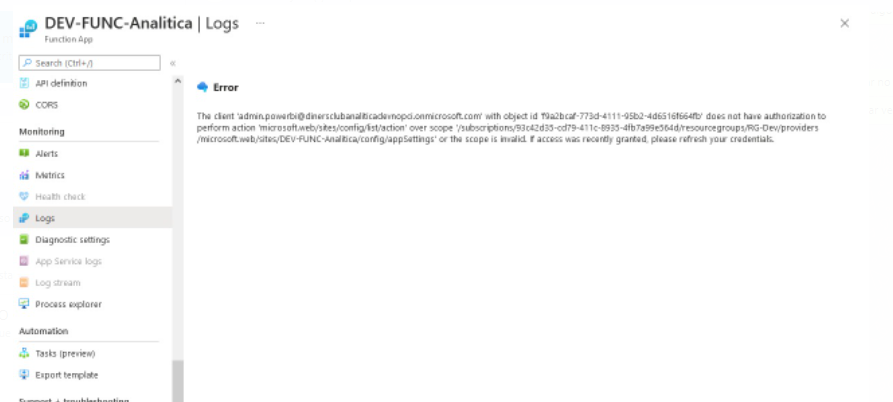 DEV-FUNC-Analitica | Logs ...
Function App
Search (Ctrl+/)
«
API definition
CORS
Monitoring
Alerts
Metrics
Health check
Logs
Diagnostic settings
App Service logs
Log stream
Process explorer
Automation
Tasks (preview)
Export template
Support + troubleshooting
Error
The client 'admin.powerbi@dinersclubanaliticadevnopci.onmicrosoft.com' with object id 'f9a2bcaf-773d-4111-95b2-4d6516f664fb' does not have authorization to
perform action 'microsoft.web/sites/config/list/action' over scope '/subscriptions/93c42d35-cd79-411c-8935-4fb7a99e564d/resourcegroups/RG-Dev/providers
/microsoft.web/sites/DEV-FUNC-Analitica/config/appSettings' or the scope is invalid. If access was recently granted, please refresh your credentials.